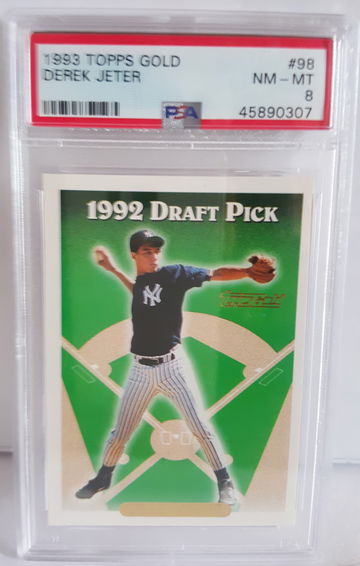 1993 TOPPS GOLD #98
DEREK JETER NM - MT
8
PSA 45890307
1992 DRAFT PICK
NY